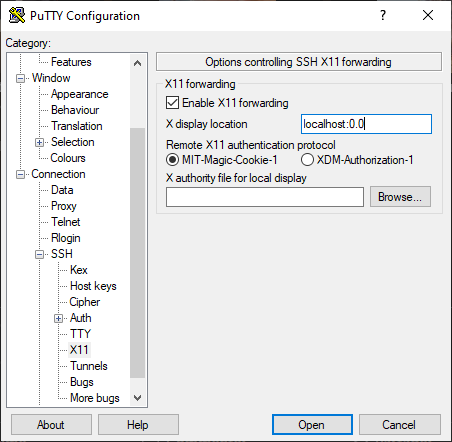 PuTTY Configuration
Category:
Features
Window
Appearance
Behaviour
Translation
Selection
Colours
Connection
Data
Proxy
Telnet
Rlogin
SSH
Kex
Host keys
Cipher
Auth
TTY
X11
Tunnels
Bugs
More bugs
Options controlling SSH X11 forwarding
X11 forwarding
Enable X11 forwarding
X display location localhost:0.0
Remote X11 authentication protocol
MIT-Magic-Cookie-1 XDM-Authorization-1
X authority file for local display
Browse...
About Help Open Cancel